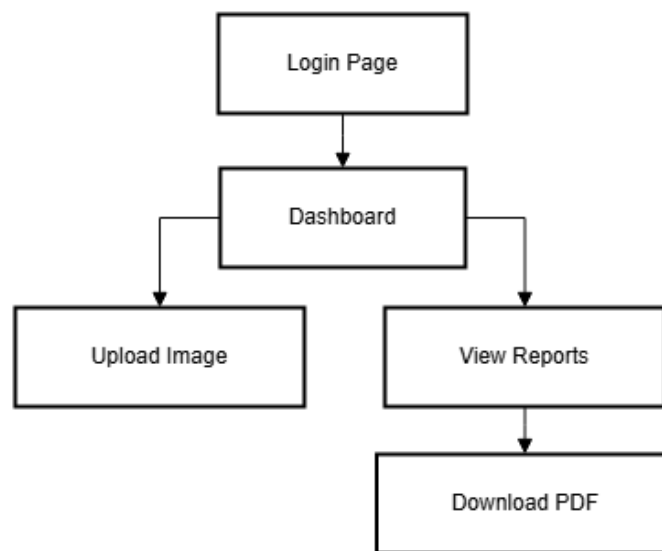 Login Page
Dashboard
Upload Image
View Reports
Download PDF